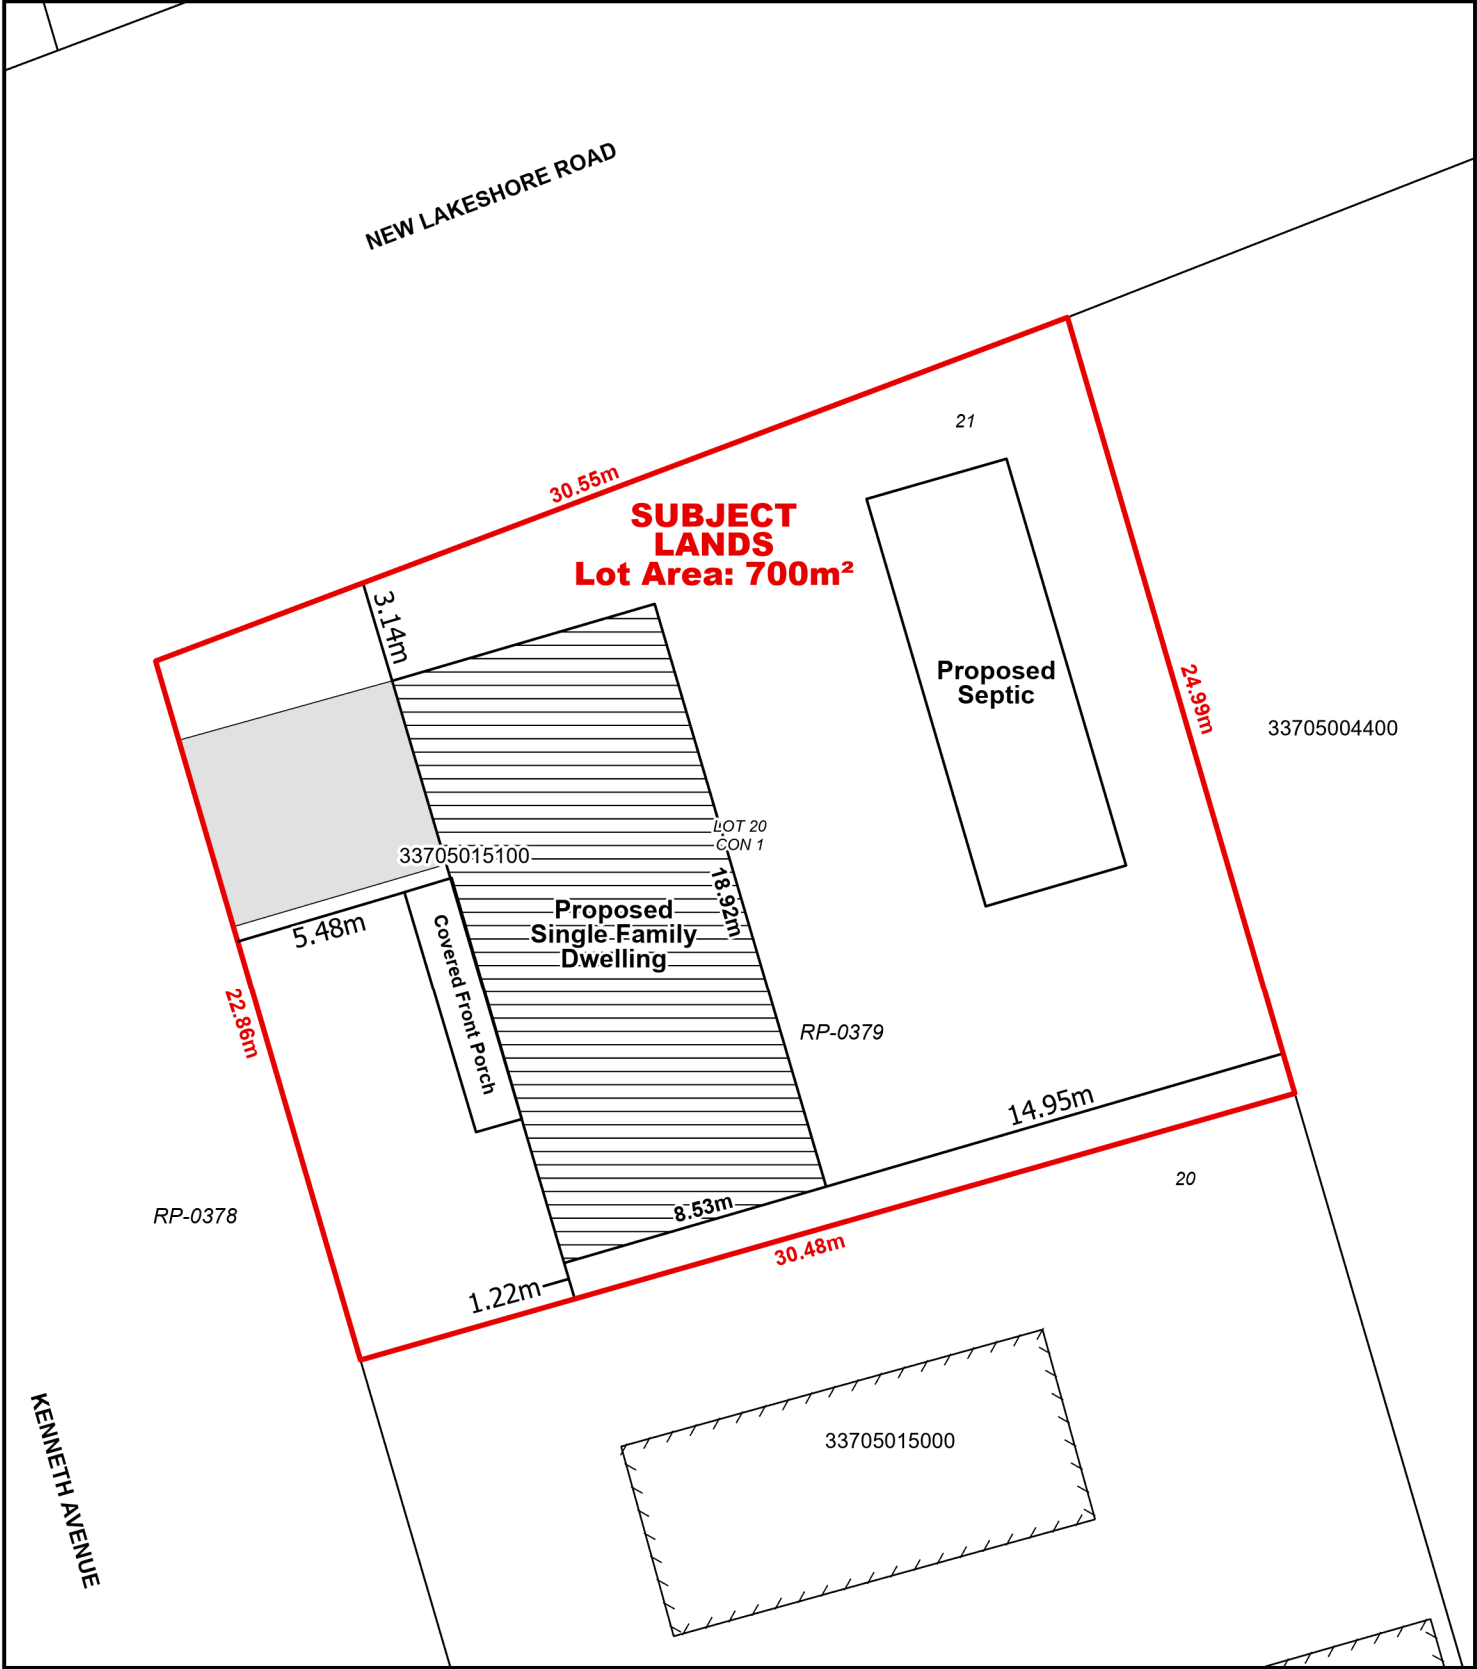 NEW LAKESHORE ROAD
21
30.55m
SUBJECT
LANDS
Lot Area: 700m²
3.14m
Proposed
Septic
24.99m
33705004400
LOT 20
CON 1
33705015100
18.92m
Proposed
Single Family
Dwelling
5.48m
Covered Front Porch
22.86m
RP-0379
14.95m
20
RP-0378
8.53m
30.48m
1.22m
33705015000
KENNETH AVENUE